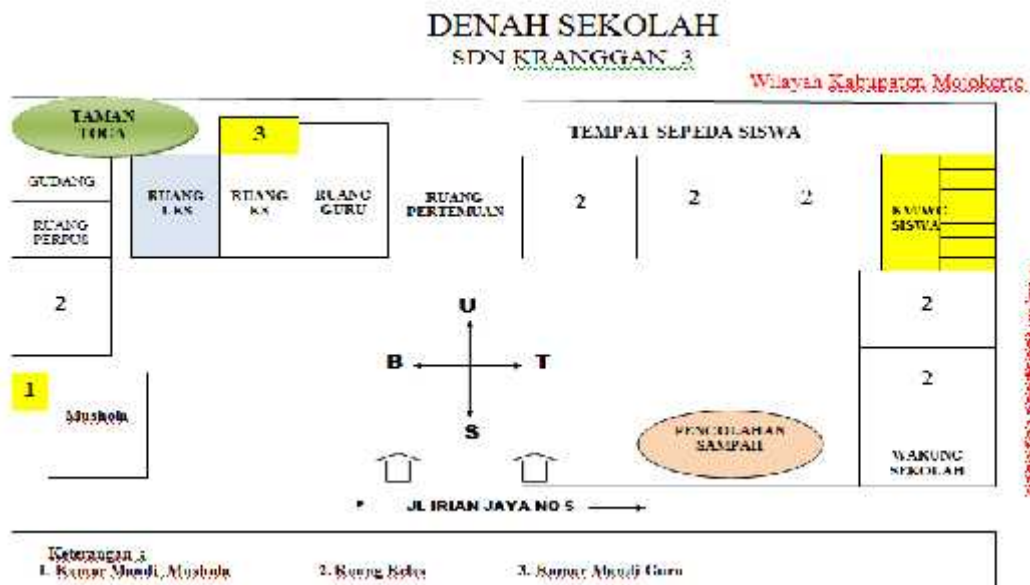 DENAH SEKOLAH
SDN KRANGGAN 3
Wilayah Kabupaten Mojokerto
TAMAN
TOGA
3
TEMPAT SEPEDA SISWA
GUDANG
RUANG
PERPUS
RUANG
UKS
RUANG
KS
RUANG
GURU
RUANG
PERTEMUAN
2
2
2
SISWA
2
2
2
U
B
T
S
1
Mushola
PENGOLAHAN
SAMPAH
WARUNG
SEKOLAH
JL IRIAN JAYA NO 5
Keterangan :
1. Kamar Mandi Mushola
2. Ruang Kelas
3. Kamar Mandi Guru